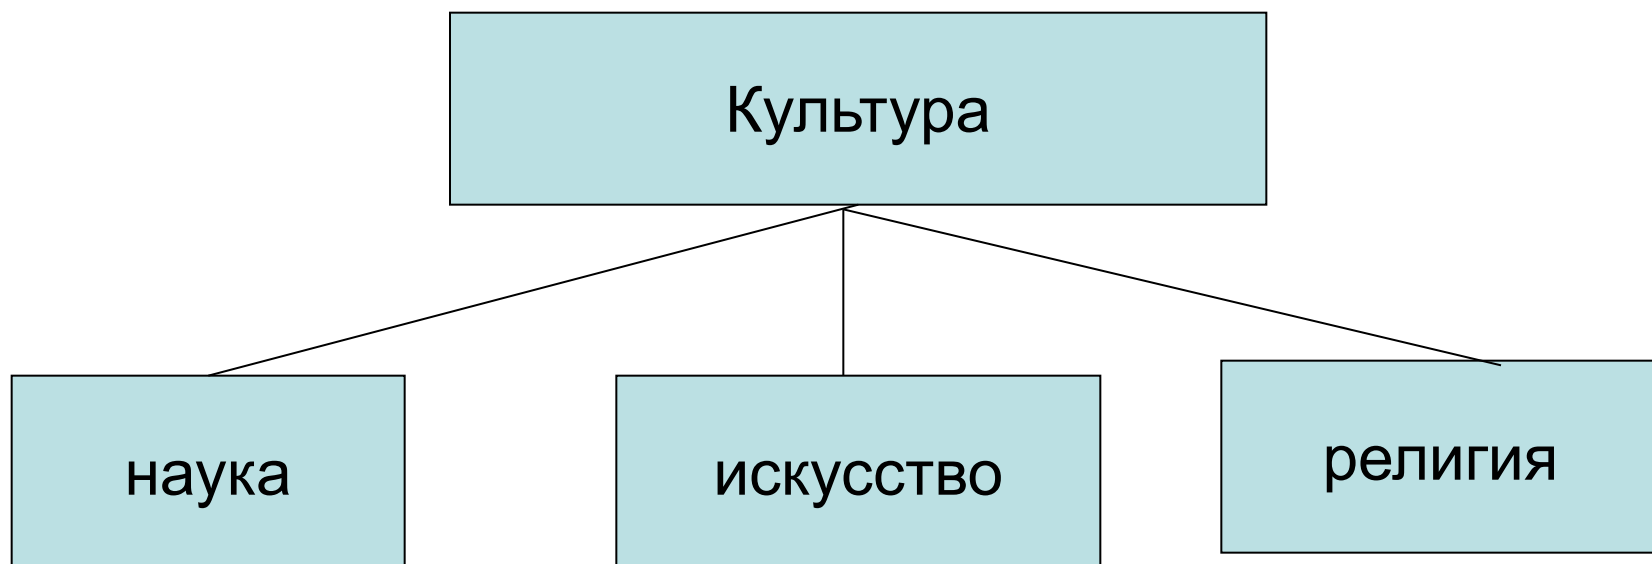 Культура
наука
искусство
религия